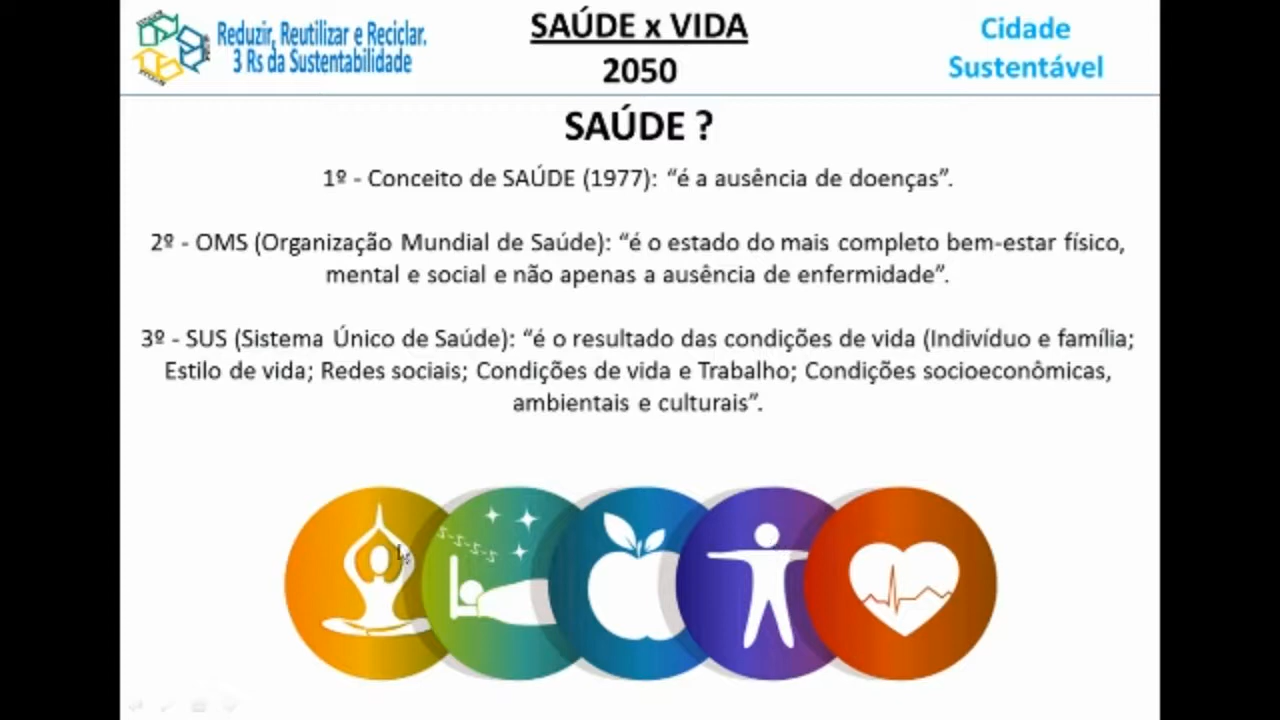 Reduzir, Reutilizar e Reciclar.
3 Rs da Sustentabilidade
SAÚDE x VIDA
2050
Cidade
Sustentável
SAÚDE ?
1º - Conceito de SAÚDE (1977): “é a ausência de doenças”.
2º - OMS (Organização Mundial de Saúde): “é o estado do mais completo bem-estar físico,
mental e social e não apenas a ausência de enfermidade”.
3º - SUS (Sistema Único de Saúde): “é o resultado das condições de vida (Indivíduo e família;
Estilo de vida; Redes sociais; Condições de vida e Trabalho; Condições socioeconômicas,
ambientais e culturais”.